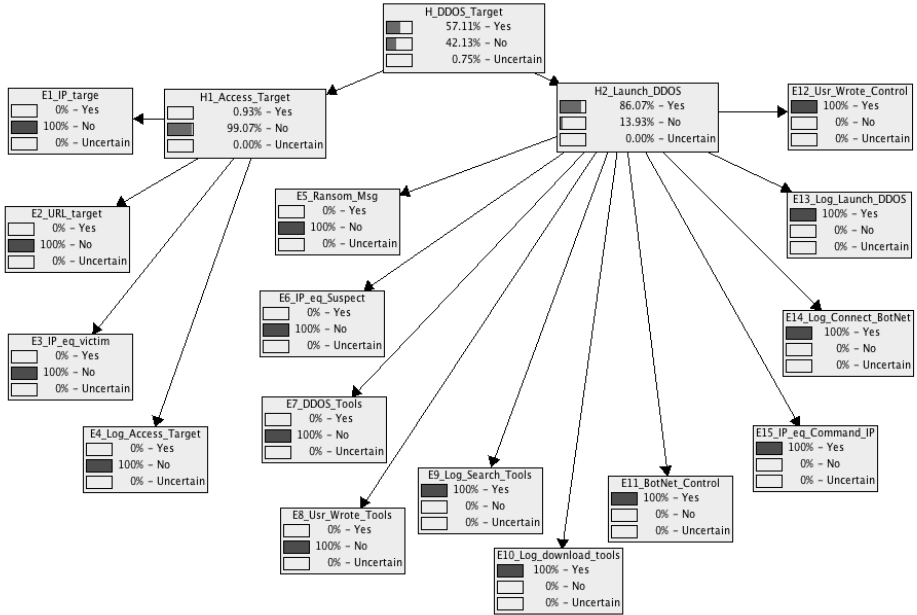 H_DDOS_Target
57.11% - Yes
42.13% - No
0.75% - Uncertain
E1_IP_targe
0% - Yes
100% - No
0% - Uncertain
H1_Access_Target
0.93% - Yes
99.07% - No
0.00% - Uncertain
H2_Launch_DDOS
86.07% - Yes
13.93% - No
0.00% - Uncertain
E12_Usr_Wrote_Control
100% - Yes
0% - No
0% - Uncertain
E2_URL_target
0% - Yes
100% - No
0% - Uncertain
E5_Ransom_Msg
0% - Yes
100% - No
0% - Uncertain
E13_Log_Launch_DDOS
100% - Yes
0% - No
0% - Uncertain
E6_IP_eq_Suspect
0% - Yes
100% - No
0% - Uncertain
E14_Log_Connect_BotNet
100% - Yes
0% - No
0% - Uncertain
E3_IP_eq_victim
0% - Yes
100% - No
0% - Uncertain
E7_DDOS_Tools
0% - Yes
100% - No
0% - Uncertain
E4_Log_Access_Target
0% - Yes
100% - No
0% - Uncertain
E15_IP_eq_Command_IP
100% - Yes
0% - No
0% - Uncertain
E9_Log_Search_Tools
100% - Yes
0% - No
0% - Uncertain
E11_BotNet_Control
100% - Yes
0% - No
0% - Uncertain
E8_Usr_Wrote_Tools
0% - Yes
100% - No
0% - Uncertain
E10_Log_download_tools
100% - Yes
0% - No
0% - Uncertain